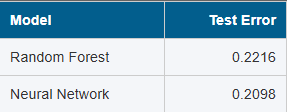 Model Test Error
Random Forest 0.2216
Neural Network 0.2098